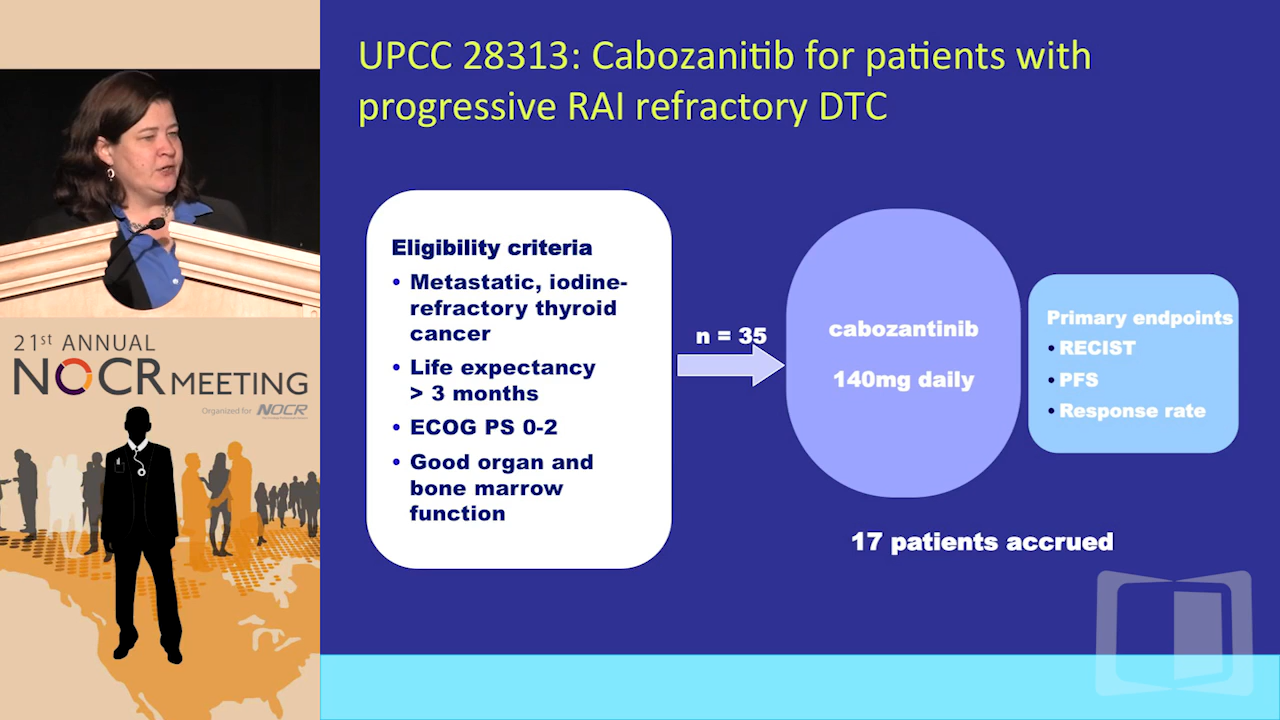 UPCC 28313: Cabozanitib for patients with
progressive RAI refractory DTC
Eligibility criteria
• Metastatic, iodine-
refractory thyroid
cancer
• Life expectancy
> 3 months
• ECOG PS 0-2
• Good organ and
bone marrow
function
n = 35
cabozantinib
140mg daily
Primary endpoints
• RECIST
• PFS
• Response rate
17 patients accrued
21st ANNUAL
NOCR MEETING
Organized for NOCR